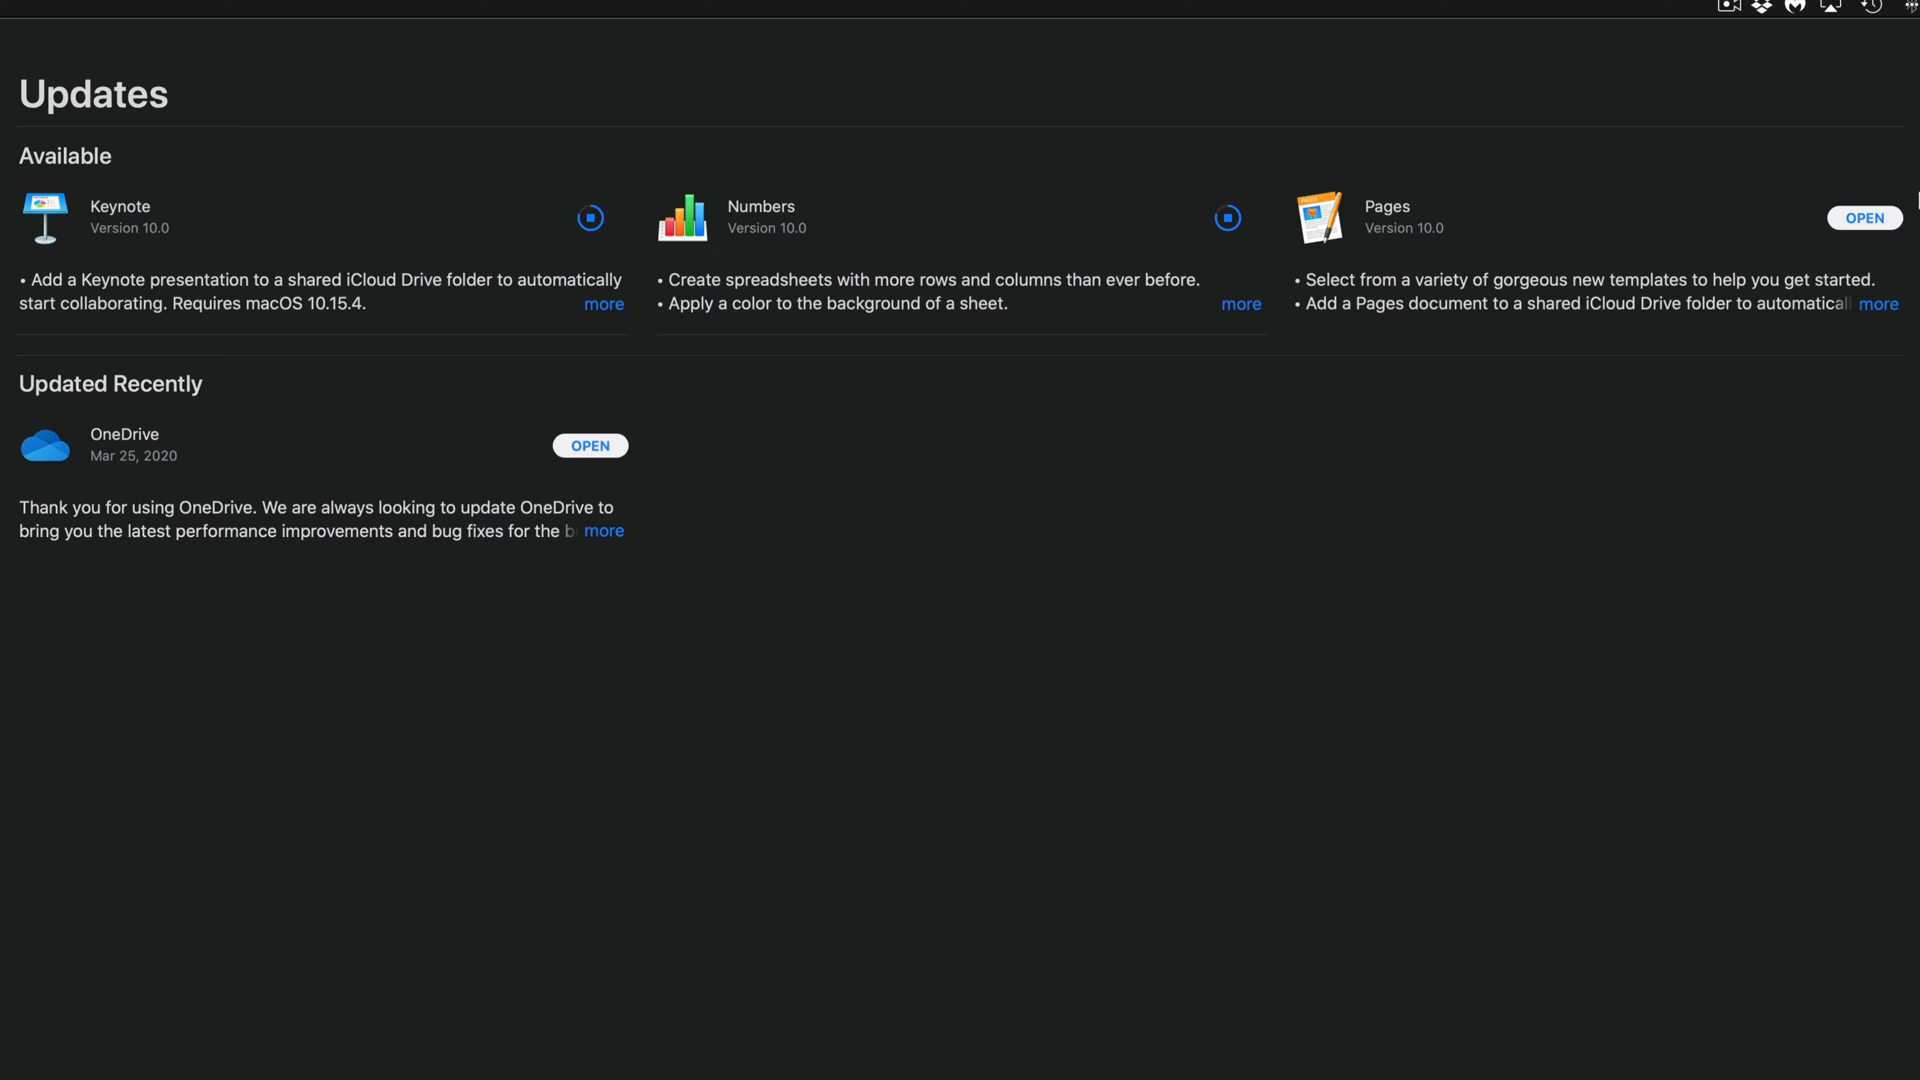 Updates
Available
Keynote
Version 10.0
• Add a Keynote presentation to a shared iCloud Drive folder to automatically
start collaborating. Requires macOS 10.15.4.
more
Numbers
Version 10.0
• Create spreadsheets with more rows and columns than ever before.
• Apply a color to the background of a sheet.
more
Pages
Version 10.0
OPEN
• Select from a variety of gorgeous new templates to help you get started.
• Add a Pages document to a shared iCloud Drive folder to automatical
more
Updated Recently
OneDrive
Mar 25, 2020
OPEN
Thank you for using OneDrive. We are always looking to update OneDrive to
bring you the latest performance improvements and bug fixes for the b
more